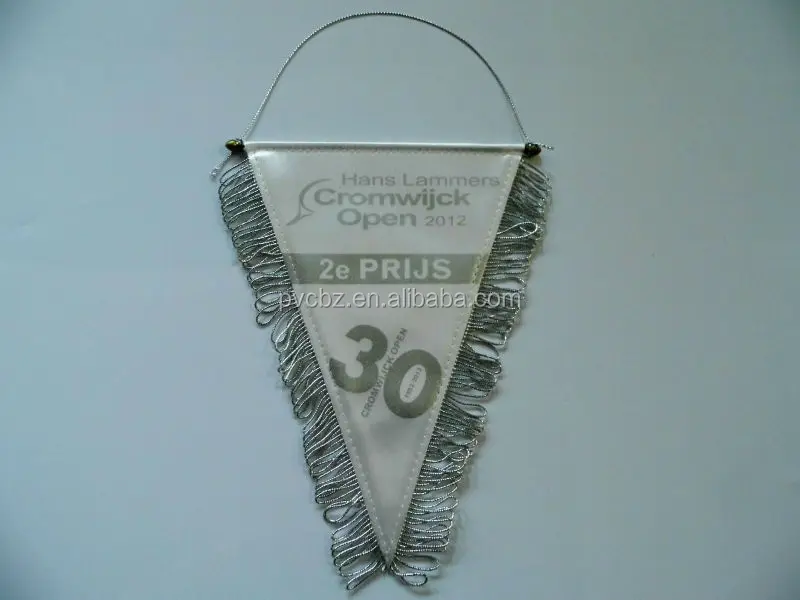 Hans Lammers
Cromwijck
Open 2012
2e PRIJS
pvcbz.en.alibaba.com
30
CROMWIJCK OPEN